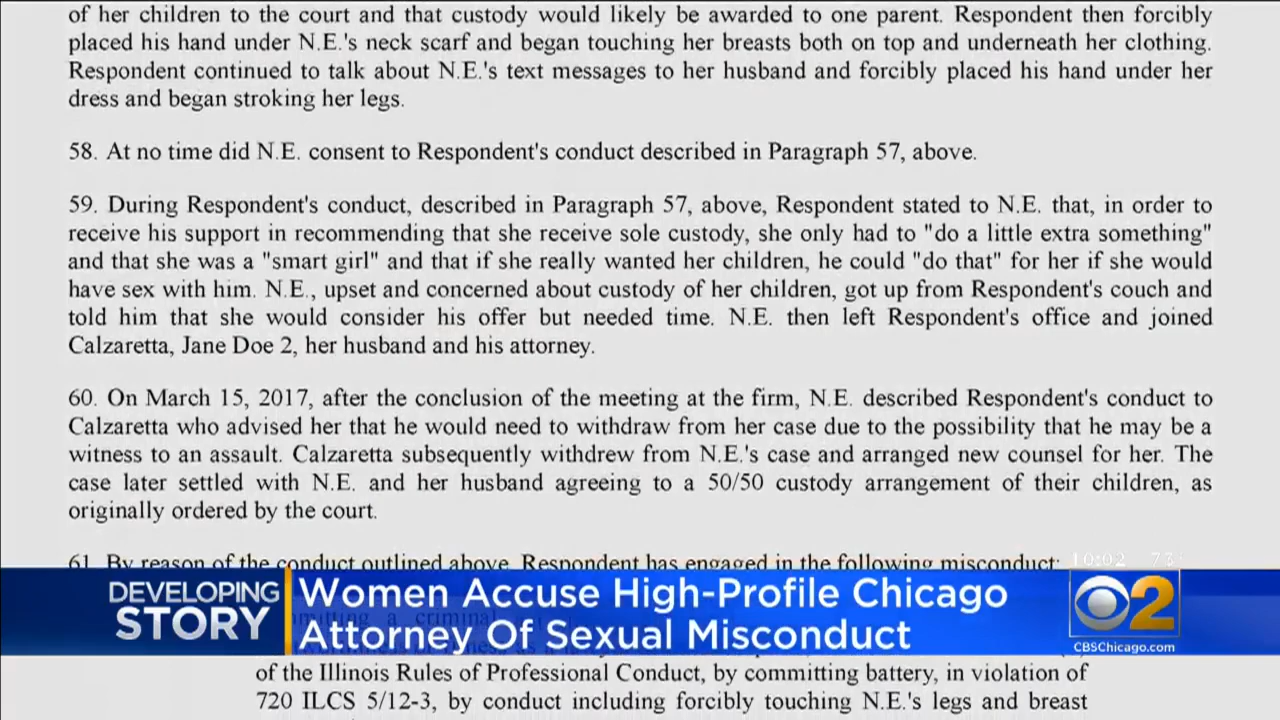 of her children to the court and that custody would likely be awarded to one parent. Respondent then forcibly
placed his hand under N.E.'s neck scarf and began touching her breasts both on top and underneath her clothing.
Respondent continued to talk about N.E.'s text messages to her husband and forcibly placed his hand under her
dress and began stroking her legs.
58. At no time did N.E. consent to Respondent's conduct described in Paragraph 57, above.
59. During Respondent's conduct, described in Paragraph 57, above, Respondent stated to N.E. that, in order to
receive his support in recommending that she receive sole custody, she only had to "do a little extra something"
and that she was a "smart girl" and that if she really wanted her children, he could "do that" for her if she would
have sex with him. N.E., upset and concerned about custody of her children, got up from Respondent's couch and
told him that she would consider his offer but needed time. N.E. then left Respondent's office and joined
Calzaretta, Jane Doe 2, her husband and his attorney.
60. On March 15, 2017, after the conclusion of the meeting at the firm, N.E. described Respondent's conduct to
Calzaretta who advised her that he would need to withdraw from her case due to the possibility that he may be a
witness to an assault. Calzaretta subsequently withdrew from N.E.'s case and arranged new counsel for her. The
case later settled with N.E. and her husband agreeing to a 50/50 custody arrangement of their children, as
originally ordered by the court.
61. By reason of the conduct outlined above, Respondent has engaged in the following misconduct:
10:02 73
DEVELOPING
STORY
Women Accuse High-Profile Chicago
Attorney Of Sexual Misconduct
2
CBSChicago.com
of the Illinois Rules of Professional Conduct, by committing battery, in violation of
720 ILCS 5/12-3, by conduct including forcibly touching N.E.'s legs and breast